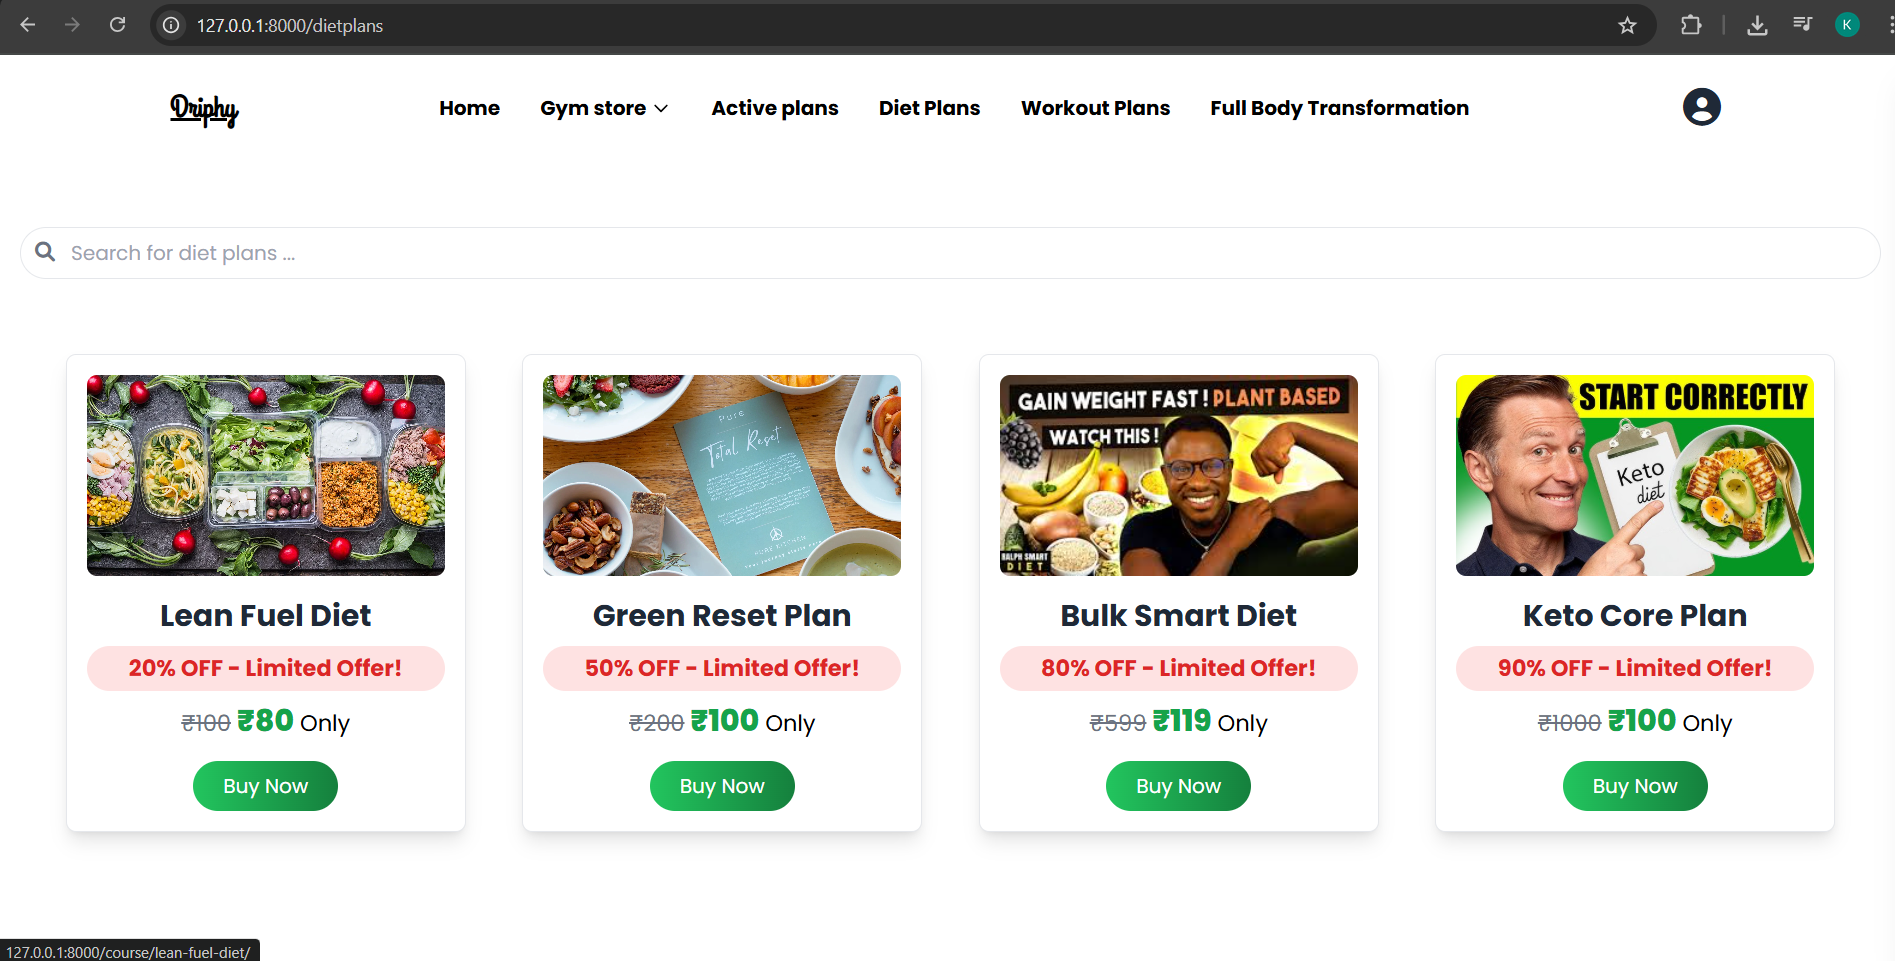 127.0.0.1:8000/dietplans
K
Driphy
Home Gym store Active plans Diet Plans Workout Plans Full Body Transformation
Search for diet plans ...
Pure
Total Reset
GAIN WEIGHT FAST ! PLANT BASED
WATCH THIS !
RALPH SMART
DIET
START CORRECTLY
Keto
diet
Lean Fuel Diet
20% OFF - Limited Offer!
₹100 ₹80 Only
Buy Now
Green Reset Plan
50% OFF - Limited Offer!
₹200 ₹100 Only
Buy Now
Bulk Smart Diet
80% OFF - Limited Offer!
₹599 ₹119 Only
Buy Now
Keto Core Plan
90% OFF - Limited Offer!
₹1000 ₹100 Only
Buy Now
127.0.0.1:8000/course/lean-fuel-diet/